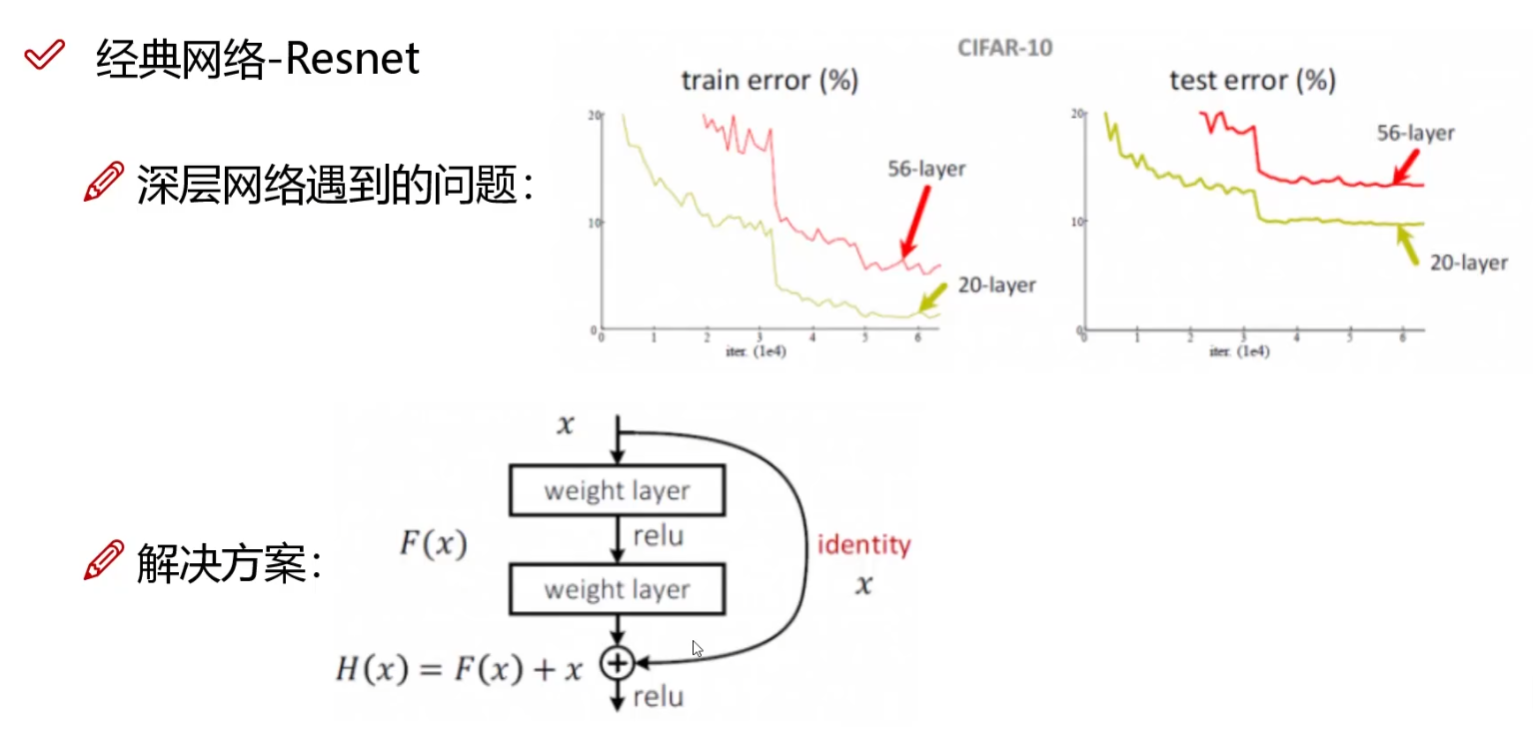 经典网络-Resnet
深层网络遇到的问题：
CIFAR-10
train error (%)
20
10
0
0 1 2 3 4 5 6
iter. (1e4)
56-layer
20-layer
test error (%)
20
10
0
0 1 2 3 4 5 6
iter. (1e4)
56-layer
20-layer
解决方案：
x
weight layer
F(x)
relu
weight layer
identity
x
H(x) = F(x) + x
relu